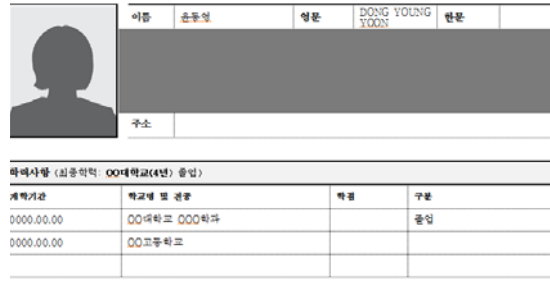 이름 윤동영 영문 DONG YOUNG YOON 한문
주소
학력사항 (최종학력: OO대학교(4년) 졸업)
재학기간 학교명 및 전공 학점 구분
0000.00.00 OO대학교 OOO학과 졸업
0000.00.00 OO고등학교